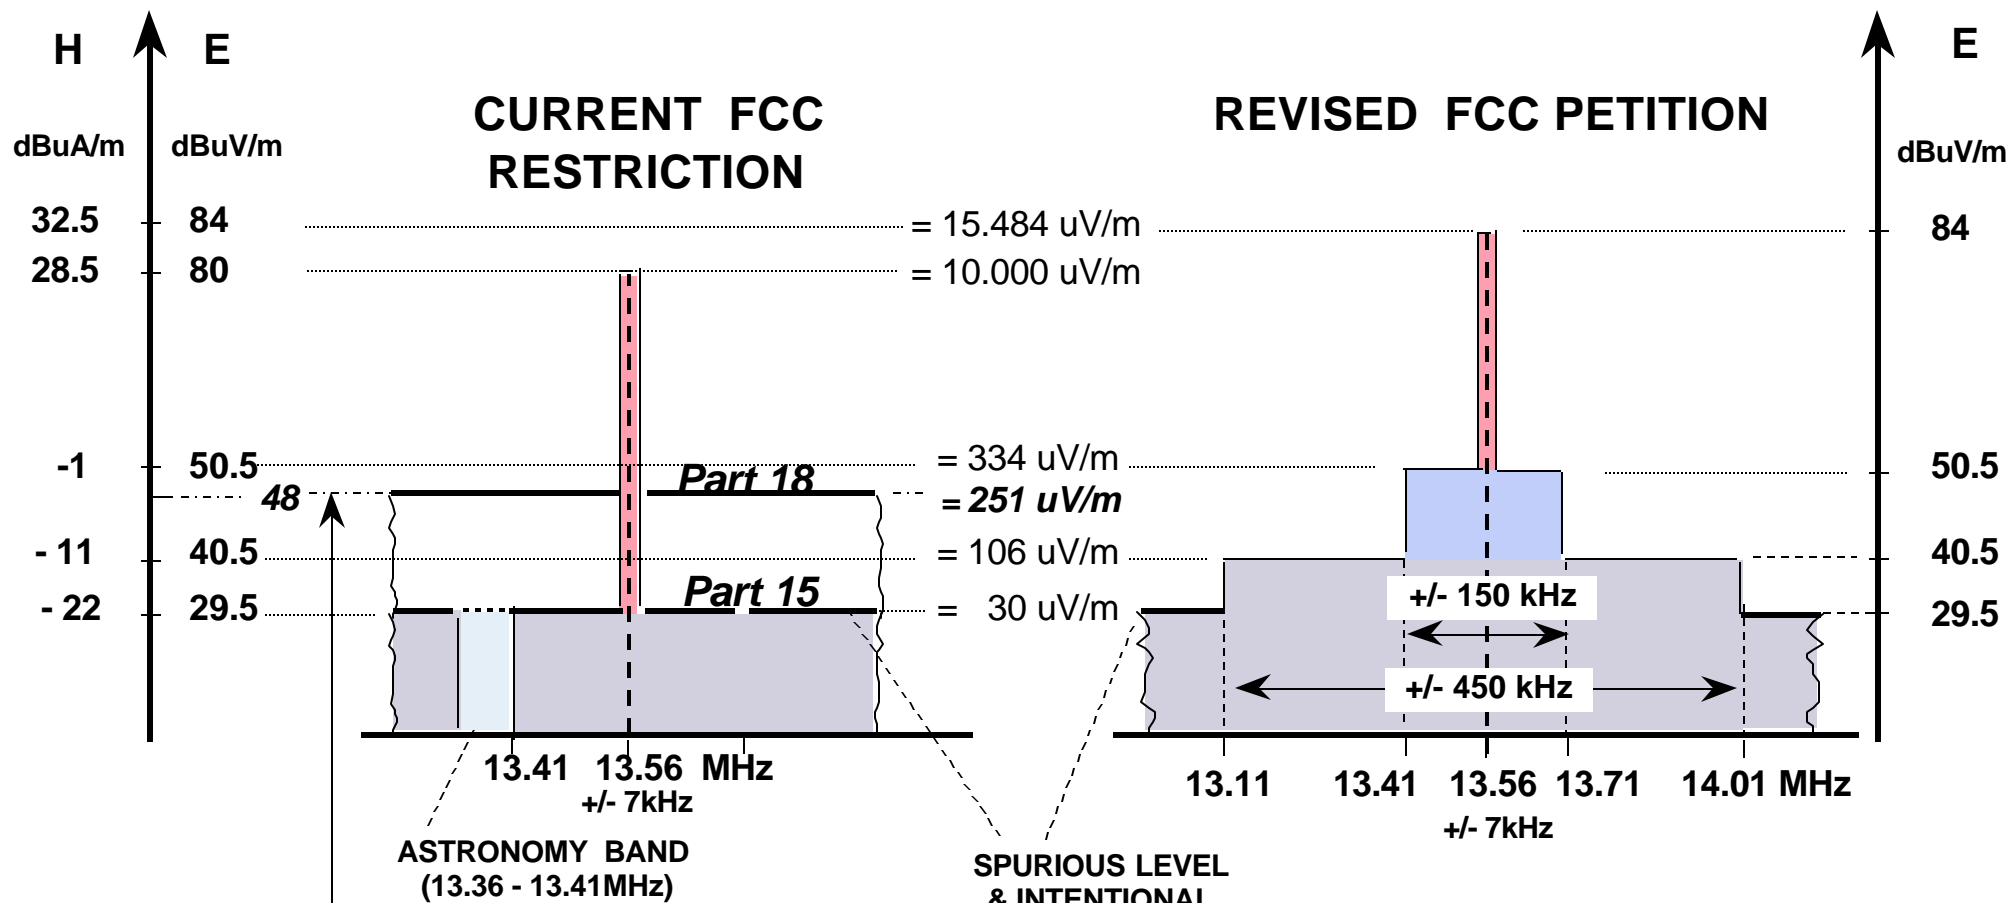 H
E
E
CURRENT FCC
RESTRICTION
REVISED FCC PETITION
dBuA/m
dBuV/m
dBuV/m
32.5
84
= 15.484 uV/m
84
28.5
80
= 10.000 uV/m
-1
50.5
= 334 uV/m
50.5
48
Part 18
= 251 uV/m
- 11
40.5
= 106 uV/m
40.5
- 22
29.5
Part 15
= 30 uV/m
29.5
+/- 150 kHz
+/- 450 kHz
13.41 13.56 MHz
+/- 7kHz
13.11 13.41 13.56 13.71 14.01 MHz
+/- 7kHz
ASTRONOMY BAND
(13.36 - 13.41MHz)
SPURIOUS LEVEL
& INTENTIONAL